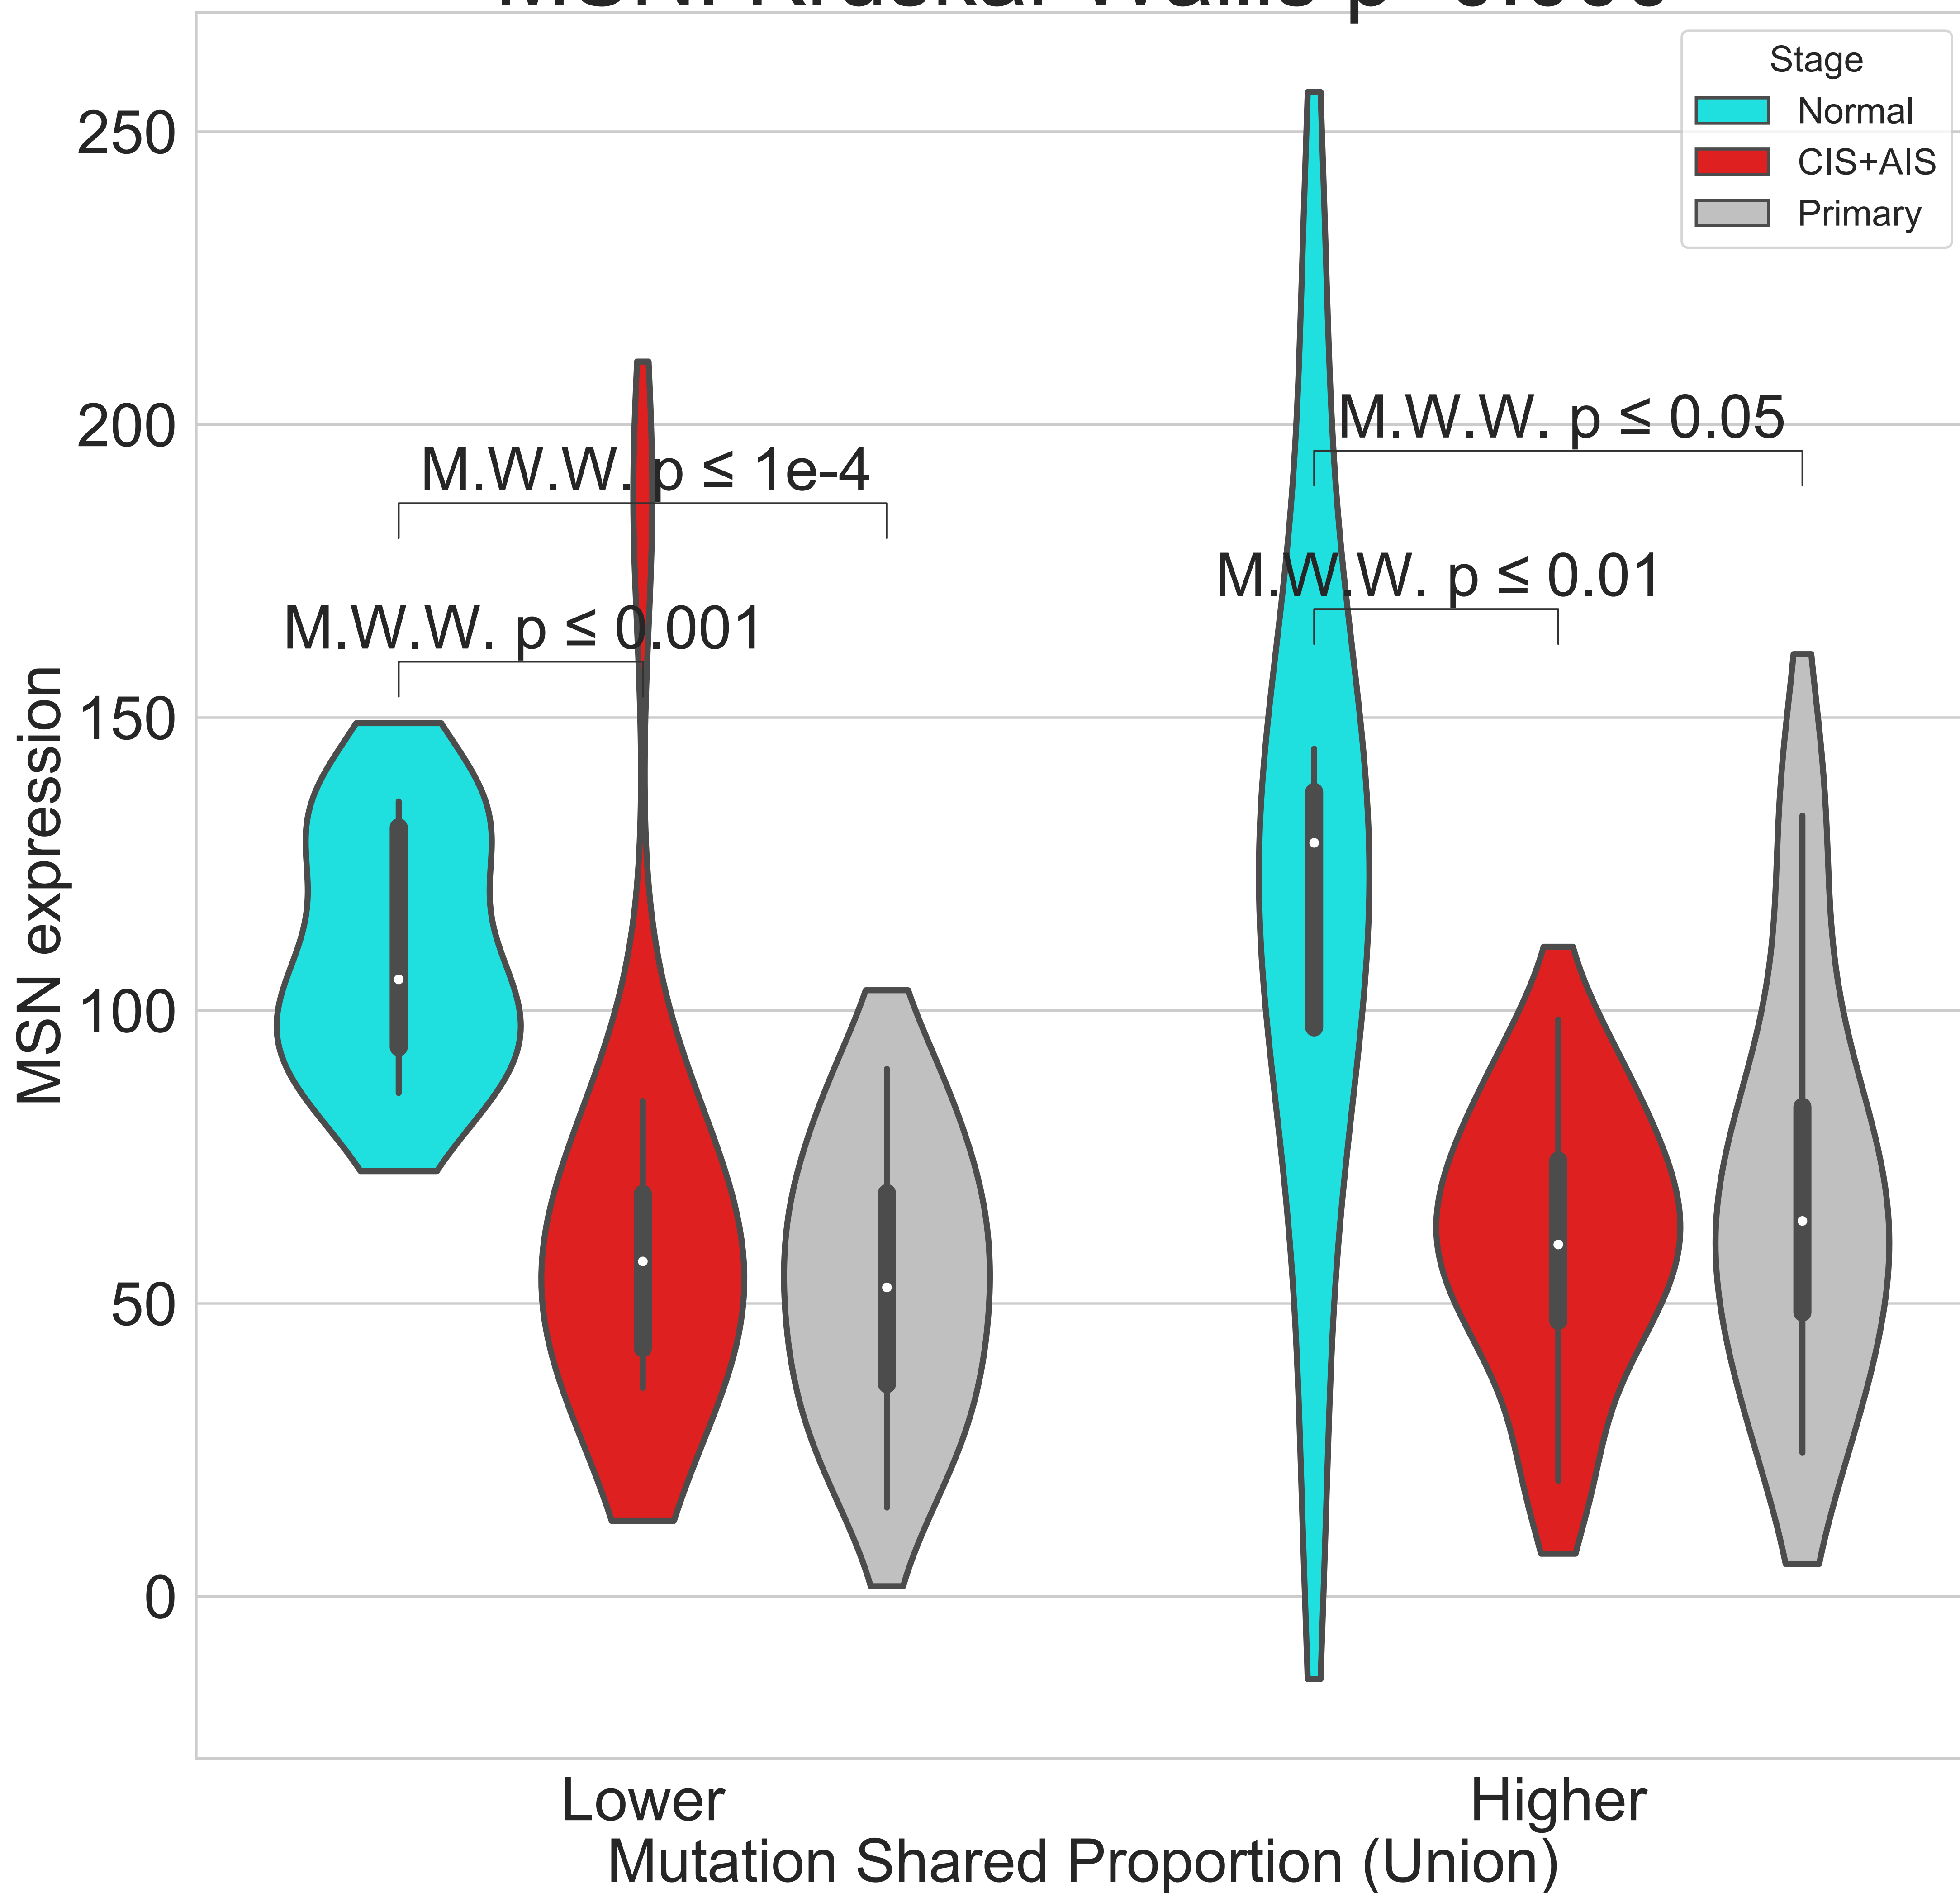 Stage
Normal
CIS+AIS
Primary
250
200
150
100
50
0
MSN expression
M.W.W. p ≤ 0.05
M.W.W. p ≤ 1e-4
M.W.W. p ≤ 0.01
M.W.W. p ≤ 0.001
Lower
Higher
Mutation Shared Proportion (Union)